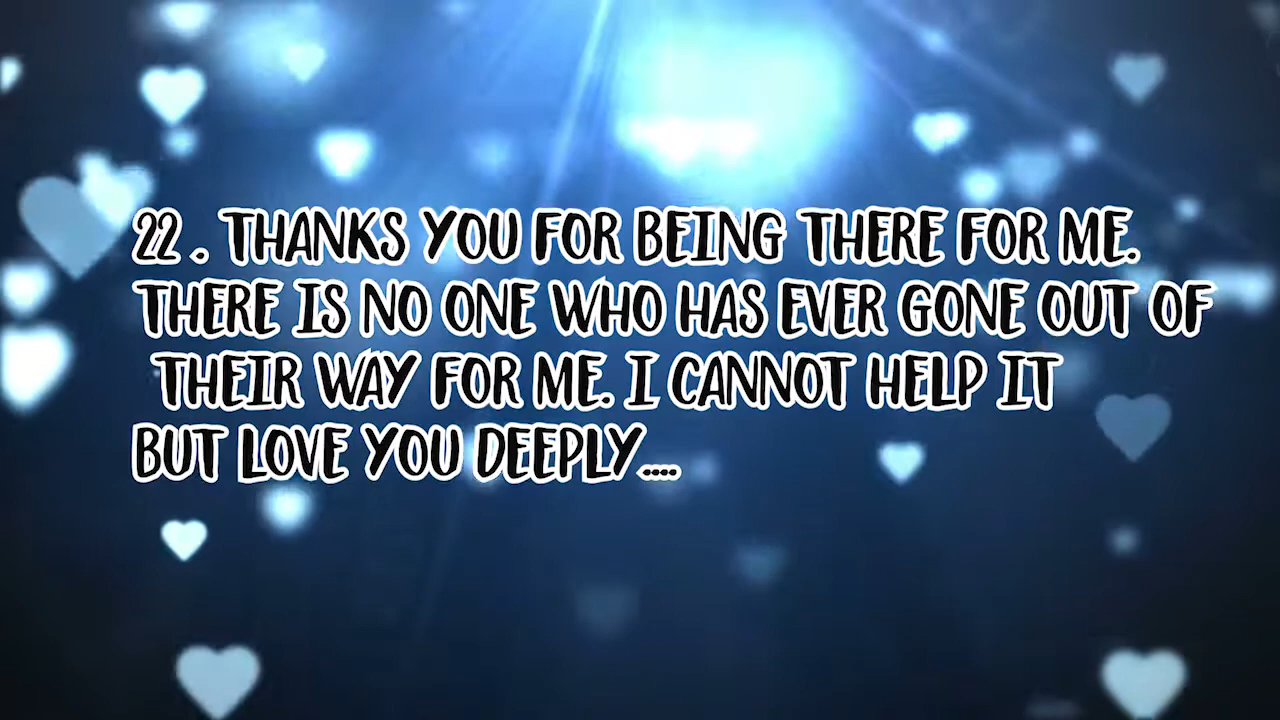 22 . THANKS YOU FOR BEING THERE FOR ME.
THERE IS NO ONE WHO HAS EVER GONE OUT OF
THEIR WAY FOR ME. I CANNOT HELP IT
BUT LOVE YOU DEEPLY....